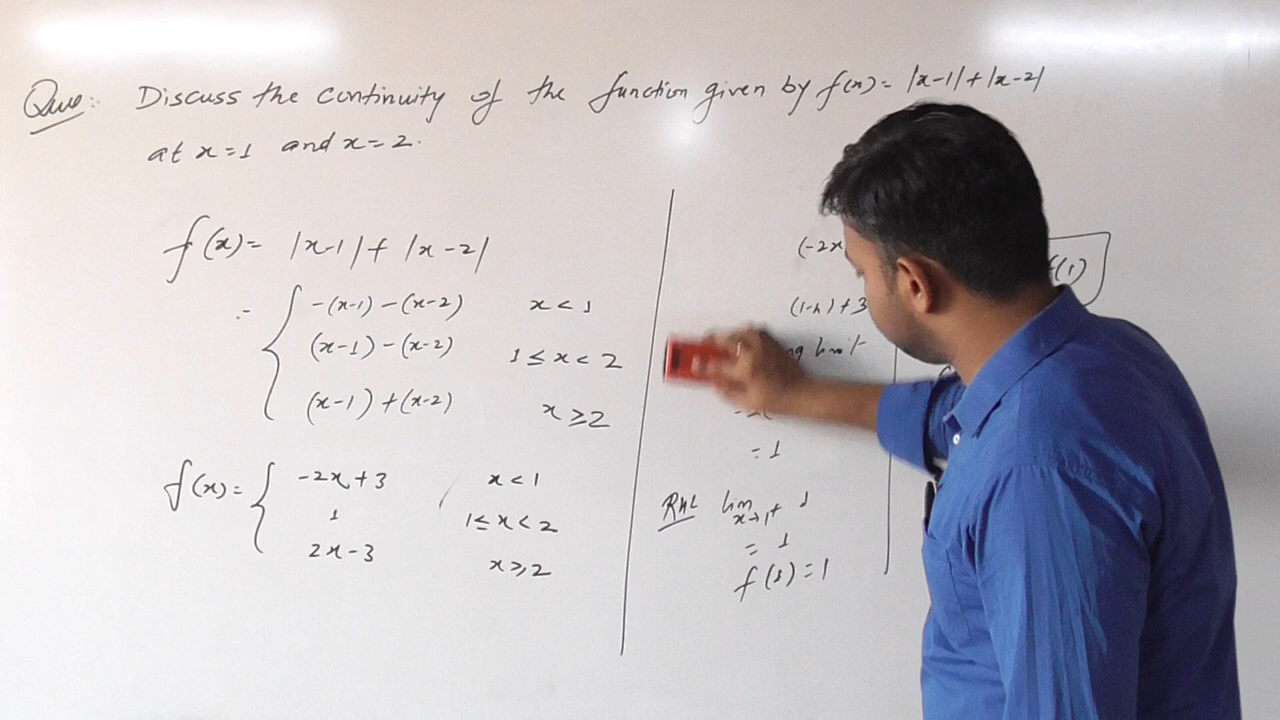 Que:. Discuss the continuity of the function given by f(x)= |x-1|+|x-2|
at x=1 and x=2.
f(x)= |x-1|+ |x-2|
-(x-1) - (x-2) x<1
(x-1) - (x-2) 1≤x<2
(x-1)+(x-2) x≥2
f(x)= { -2x+3 x<1
1 1≤x<2
2x-3 x≥2
(-2x
(1-h)+3
limit
= 1
RHL lim x→1+ 1
= 1
f(1)=1
f(1)